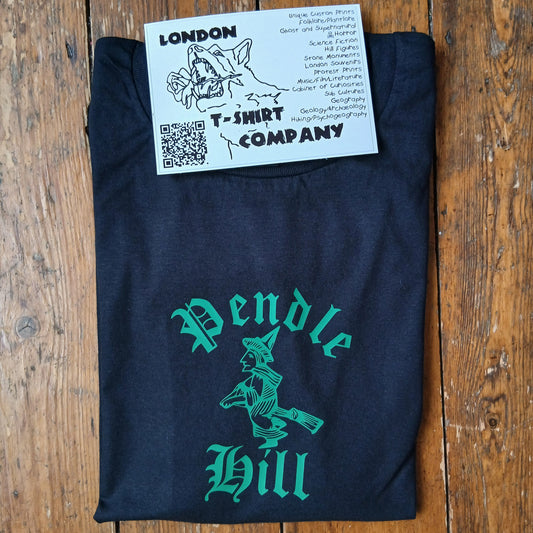 LONDON
T-SHIRT
COMPANY
Unique Custom Prints
Folklore/Plantlore
Ghost and Supernatural
Horror
Science Fiction
Hill Figures
Stone Monuments
London Souvenirs
Protest Prints
Music/Film/Literature
Cabinet of Curiosities
Sub Cultures
Geography
Geology/Archaeology
Hiking/Psychogeography
Pendle
Hill